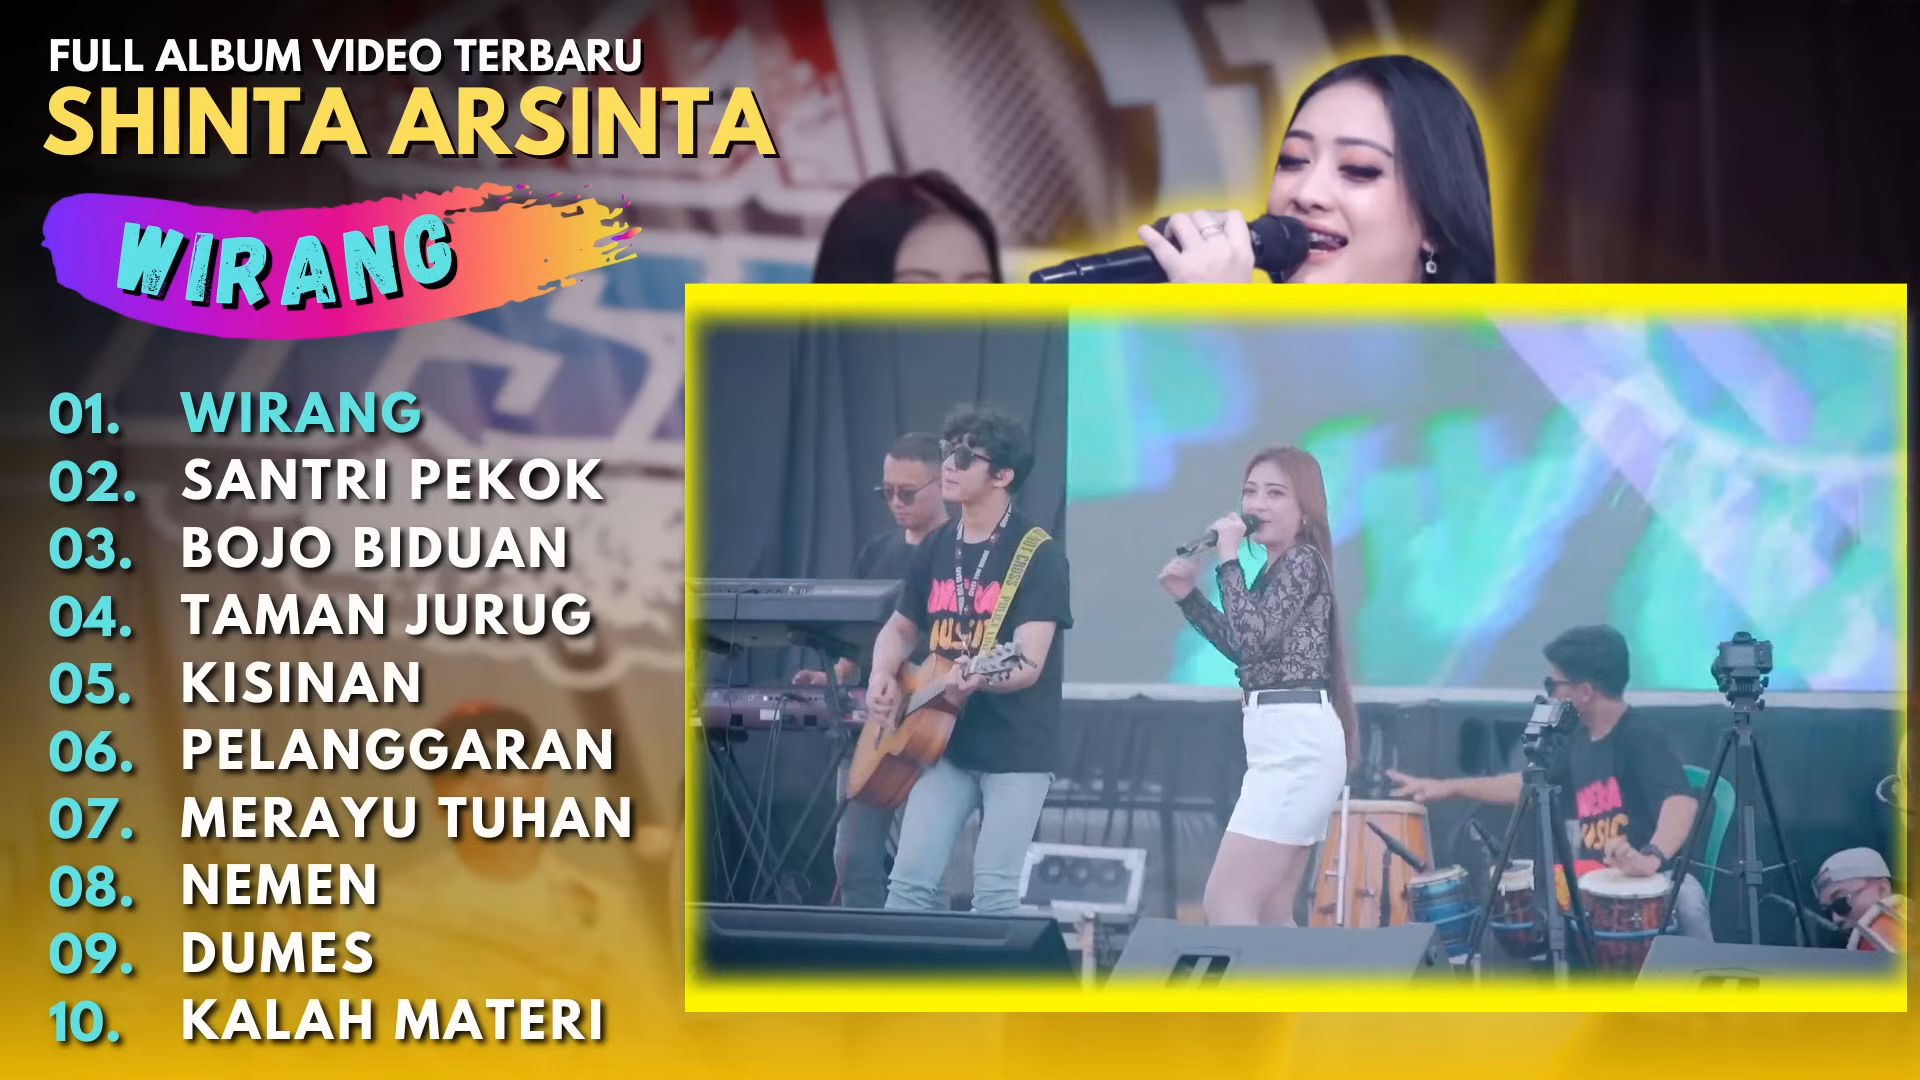 FULL ALBUM VIDEO TERBARU
SHINTA ARSINTA
WIRANG
01. WIRANG
02. SANTRI PEKOK
03. BOJO BIDUAN
04. TAMAN JURUG
05. KISINAN
06. PELANGGARAN
07. MERAYU TUHAN
08. NEMEN
09. DUMES
10. KALAH MATERI